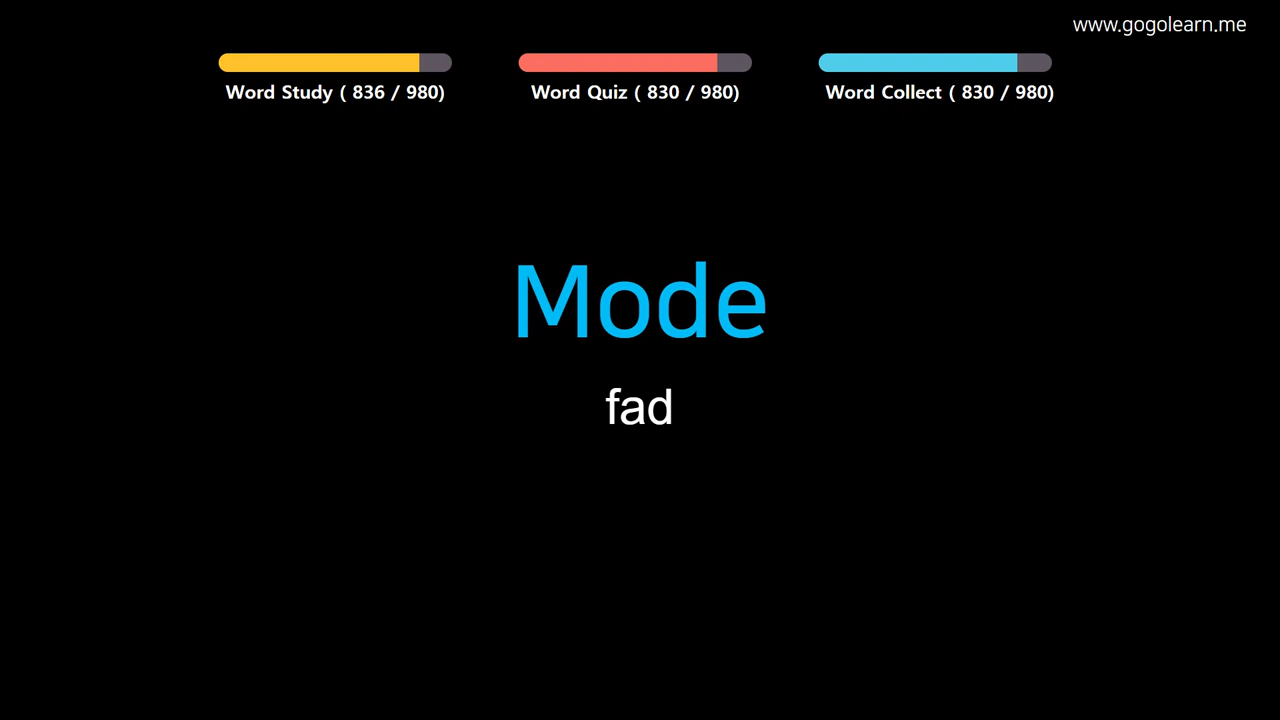 www.gogolearn.me
Word Study ( 836 / 980)
Word Quiz ( 830 / 980)
Word Collect ( 830 / 980)
Mode
fad